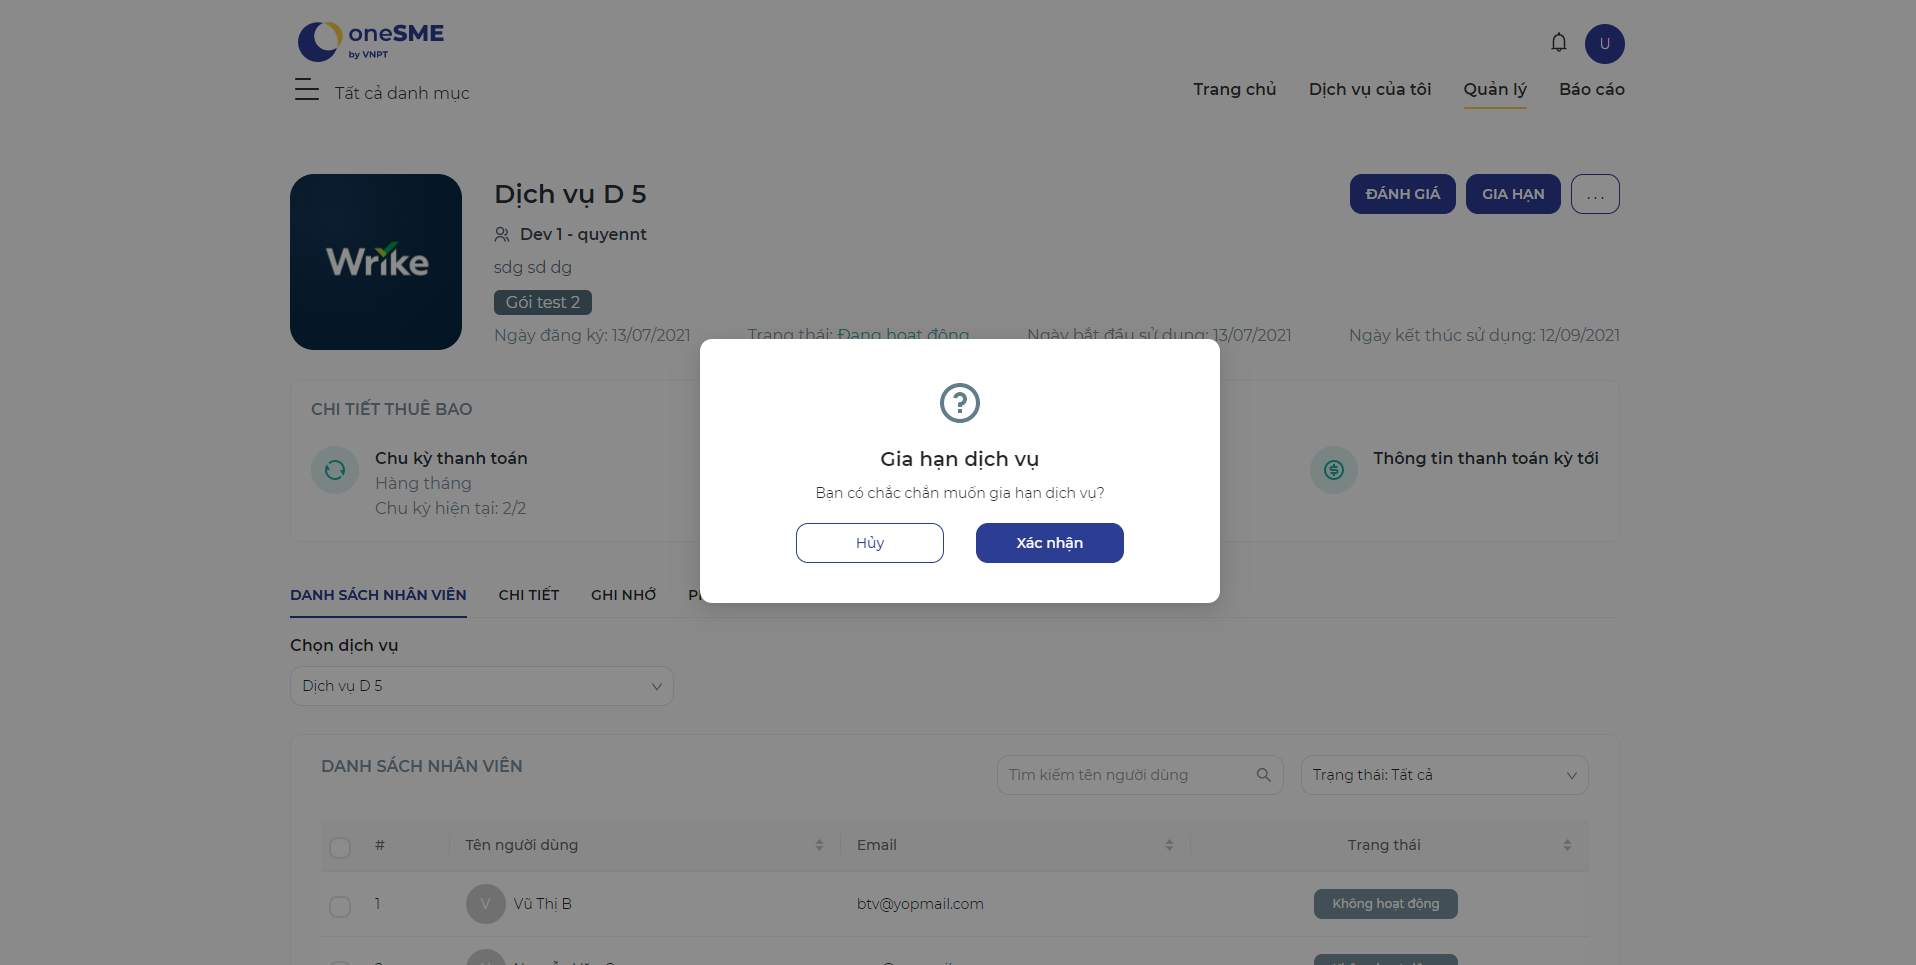 oneSME
by VNPT
U
Tất cả danh mục
Trang chủ
Dịch vụ của tôi
Quản lý
Báo cáo
Wrike
Dịch vụ D 5
ĐÁNH GIÁ
GIA HẠN
...
Dev 1 - quyennt
sdg sd dg
Gói test 2
Ngày đăng ký: 13/07/2021
Trạng thái: Đang hoạt động
Ngày bắt đầu sử dụng: 13/07/2021
Ngày kết thúc sử dụng: 12/09/2021
CHI TIẾT THUÊ BAO
Chu kỳ thanh toán
Hàng tháng
Chu kỳ hiện tại: 2/2
Thông tin thanh toán kỳ tới
Gia hạn dịch vụ
Bạn có chắc chắn muốn gia hạn dịch vụ?
Hủy
Xác nhận
DANH SÁCH NHÂN VIÊN
CHI TIẾT
GHI NHỚ
Chọn dịch vụ
Dịch vụ D 5
DANH SÁCH NHÂN VIÊN
Tìm kiếm tên người dùng
Trạng thái: Tất cả
#
Tên người dùng
Email
Trạng thái
1
V
Vũ Thị B
btv@yopmail.com
Không hoạt động